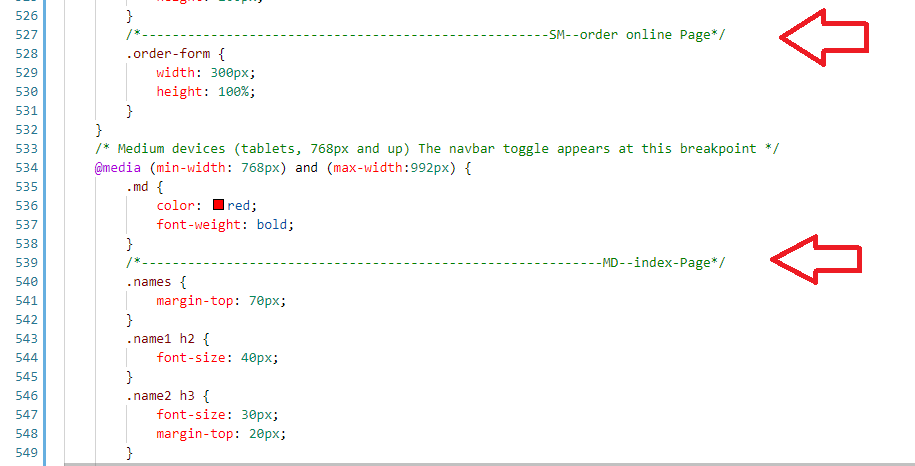 526 }
527 /*-----------------------------------------------------SM--order online Page*/
528 .order-form {
529 width: 300px;
530 height: 100%;
531 }
532 }
533 /* Medium devices (tablets, 768px and up) The navbar toggle appears at this breakpoint */
534 @media (min-width: 768px) and (max-width:992px) {
535 .md {
536 color: red;
537 font-weight: bold;
538 }
539 /*------------------------------------------------------------MD--index-Page*/
540 .names {
541 margin-top: 70px;
542 }
543 .name1 h2 {
544 font-size: 40px;
545 }
546 .name2 h3 {
547 font-size: 30px;
548 margin-top: 20px;
549 }